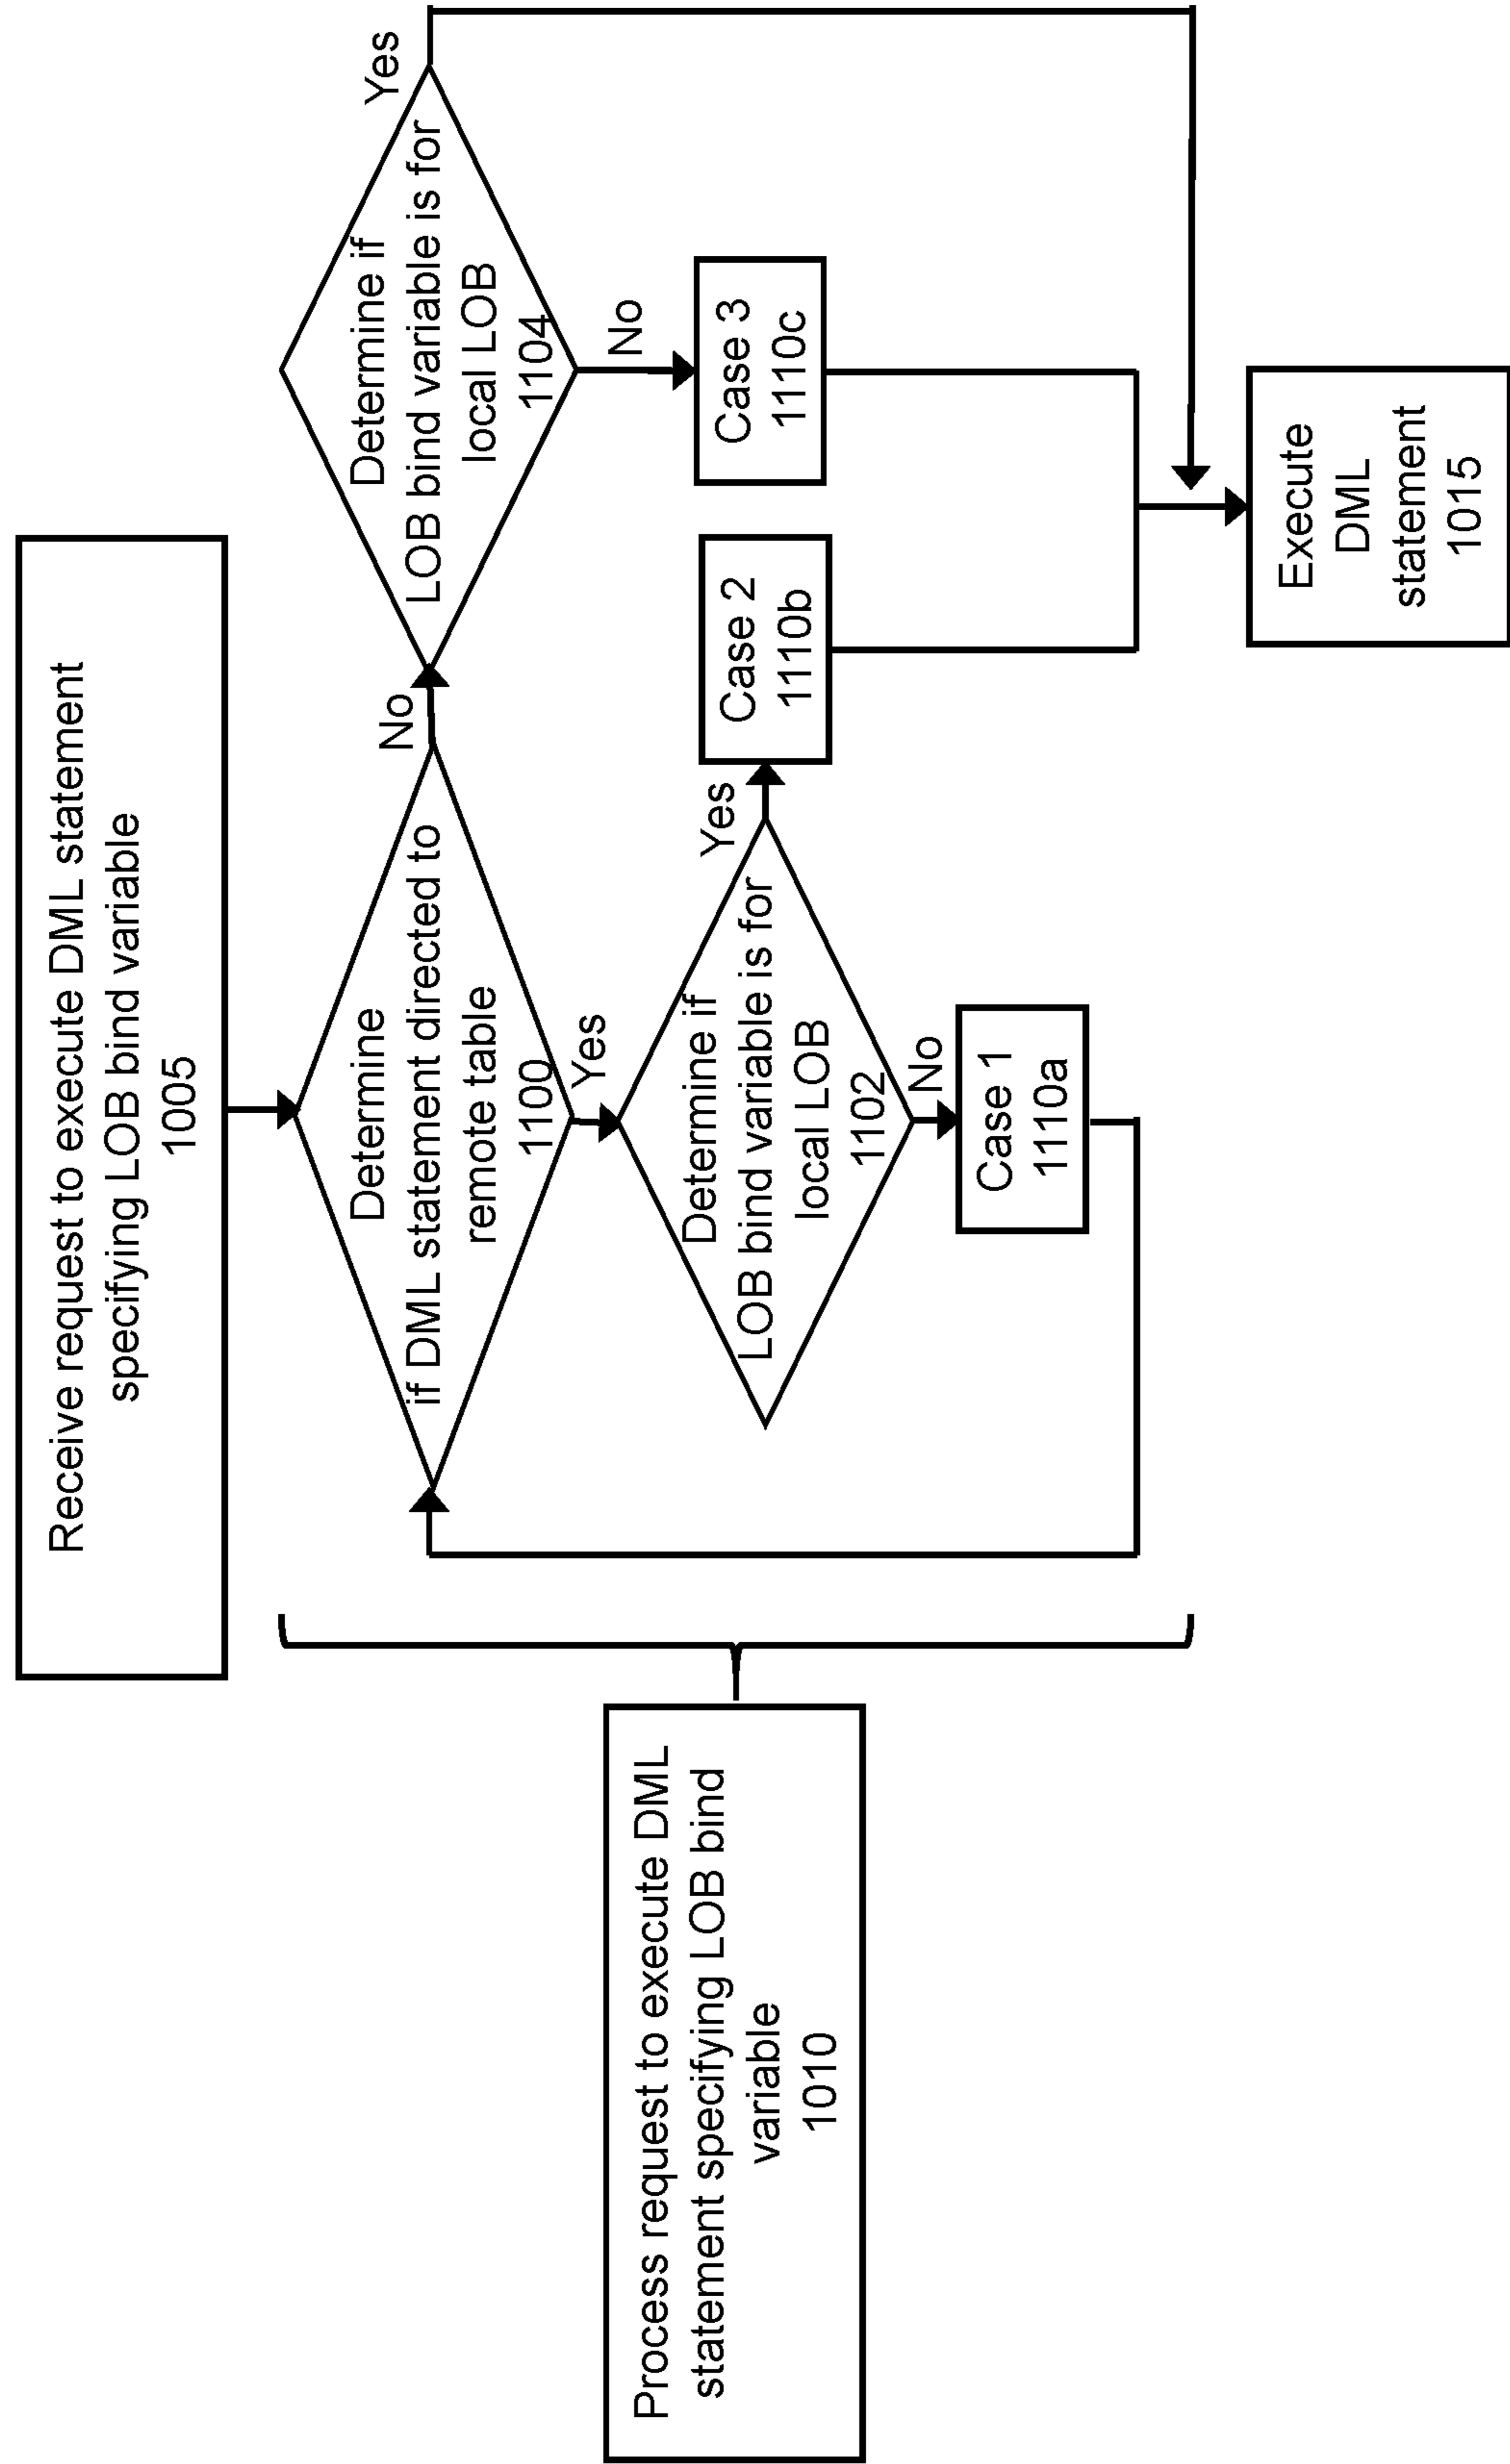 Receive request to execute DML statement
specifying LOB bind variable
1005
Process request to execute DML
statement specifying LOB bind
variable
1010
Determine
if DML statement directed to
remote table
1100
No
Yes
Determine if
LOB bind variable is for
local LOB
1104
Yes
No
Determine if
LOB bind variable is for
local LOB
1102
Yes
No
Case 1
1110a
Case 2
1110b
Case 3
1110c
Execute
DML
statement
1015